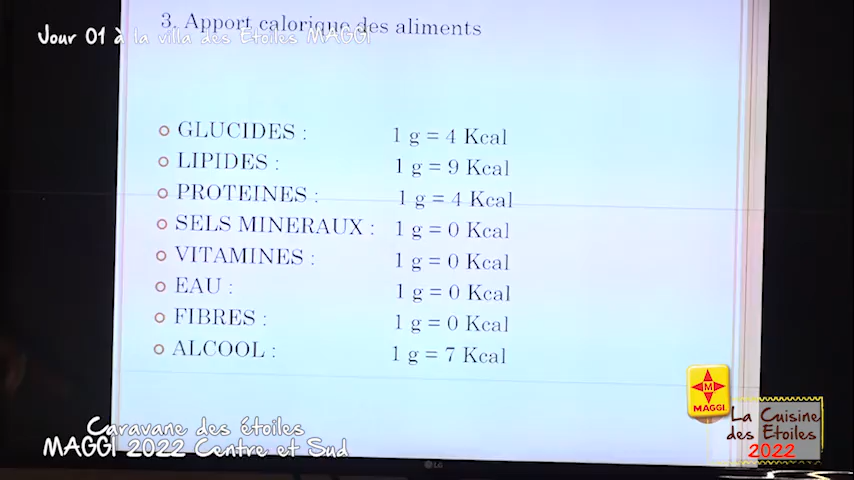 3. Apport calorique des aliments
Jour 01 à la villa des Etoiles MAGGI
GLUCIDES : 1 g = 4 Kcal
LIPIDES : 1 g = 9 Kcal
PROTEINES : 1 g = 4 Kcal
SELS MINERAUX : 1 g = 0 Kcal
VITAMINES : 1 g = 0 Kcal
EAU : 1 g = 0 Kcal
FIBRES : 1 g = 0 Kcal
ALCOOL : 1 g = 7 Kcal
M
MAGGI
La Cuisine
des Etoiles
2022
Caravane des étoiles
MAGGI 2022 Centre et Sud
LG